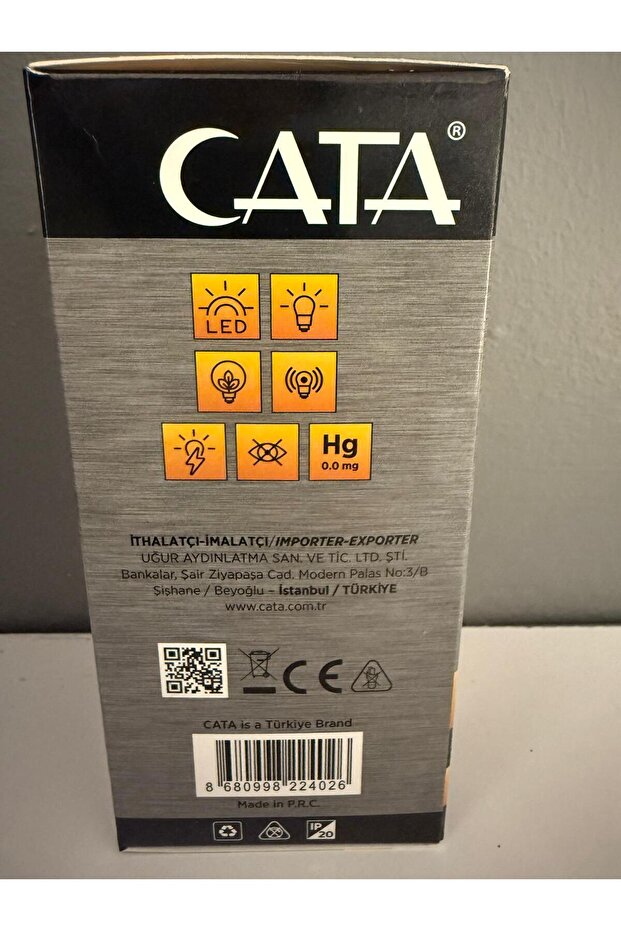 CATA®
LED
Hg
0.0 mg
İTHALATÇI-İMALATÇI/IMPORTER-EXPORTER
UĞUR AYDINLATMA SAN. VE TİC. LTD. ŞTİ.
Bankalar, Şair Ziyapaşa Cad. Modern Palas No:3/B
Şişhane / Beyoğlu – İstanbul / TÜRKİYE
www.cata.com.tr
CE
CATA is a Türkiye Brand
8 680998 224026
Made in P.R.C.
IP
20